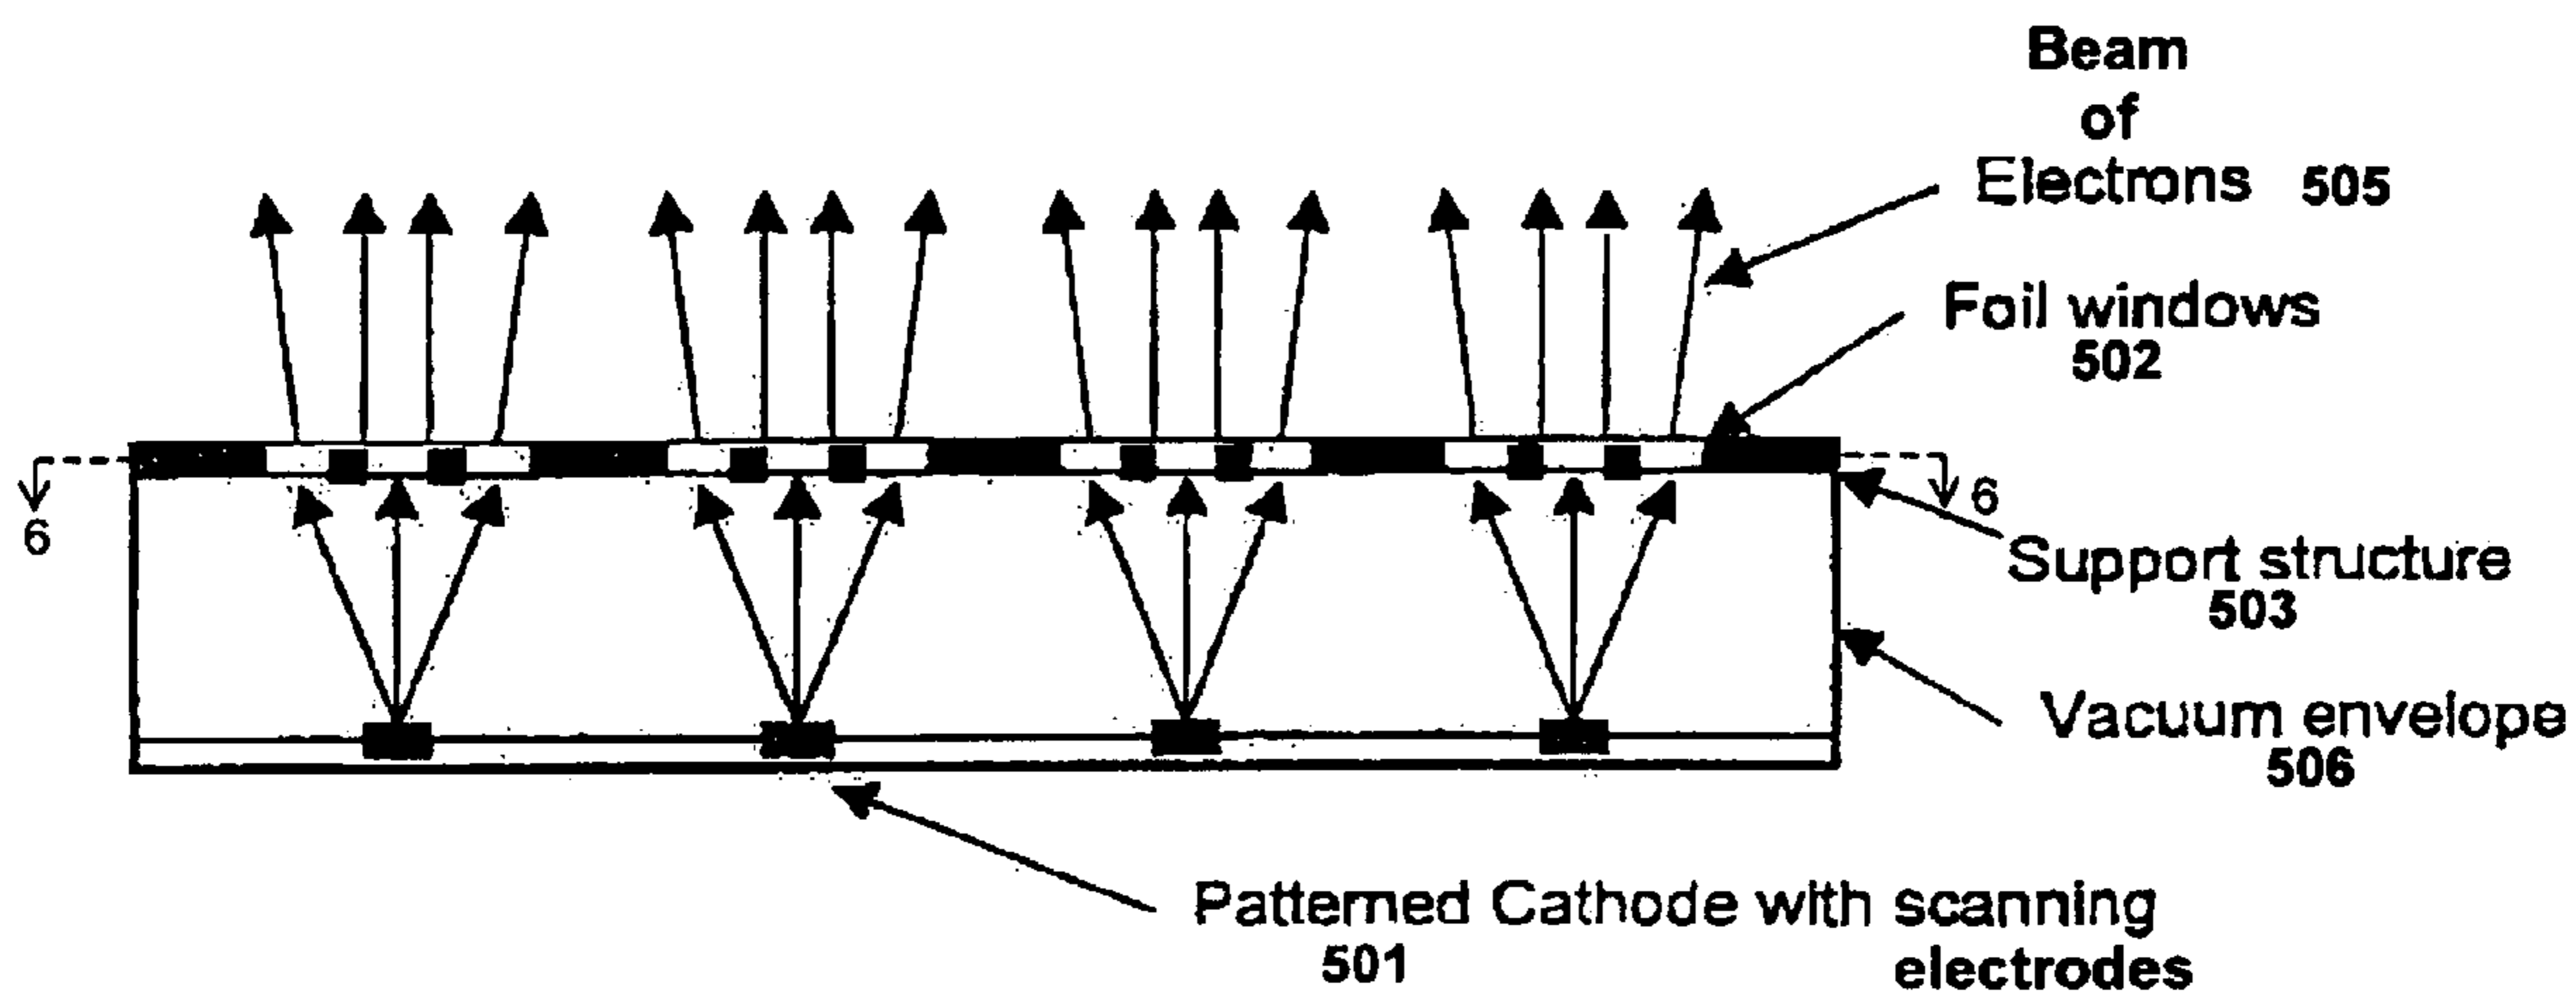 Beam
of
Electrons 505
Foil windows
502
6
6
Support structure
503
Vacuum envelope
506
Patterned Cathode with scanning
501
electrodes